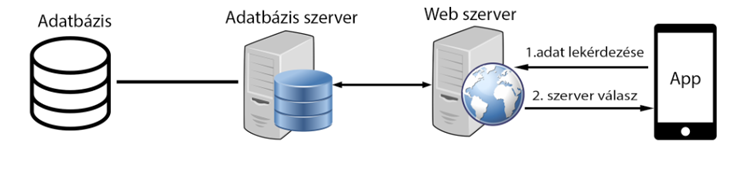 Adatbázis
Adatbázis szerver
Web szerver
1.adat lekérdezése
App
2. szerver válasz